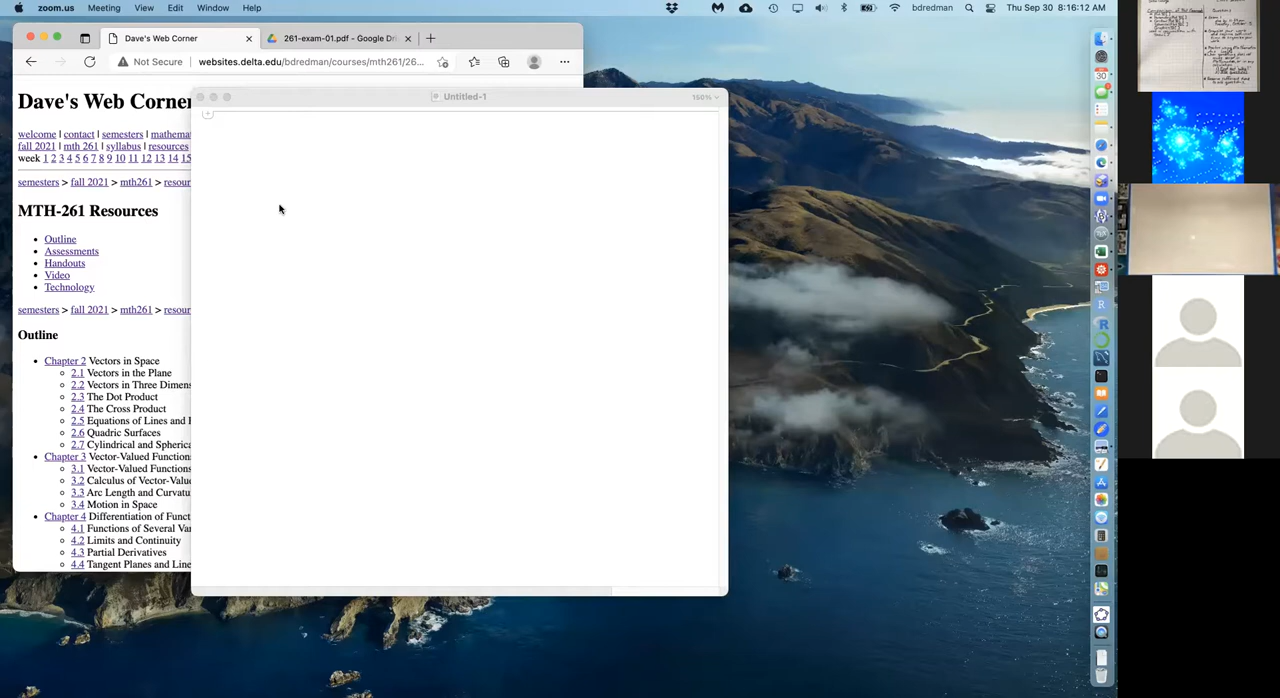 zoom.us Meeting View Edit Window Help bdredman Thu Sep 30 8:16:12 AM
Dave's Web Corner 261-exam-01.pdf - Google Dri
Not Secure websites.delta.edu/bdredman/courses/mth261/26...
Untitled-1 150%
Dave's Web Corner
welcome | contact | semesters | mathema
fall 2021 | mth 261 | syllabus | resources
week 1 2 3 4 5 6 7 8 9 10 11 12 13 14 15
semesters > fall 2021 > mth261 > resour
MTH-261 Resources
Outline
Assessments
Handouts
Video
Technology
semesters > fall 2021 > mth261 > resour
Outline
Chapter 2 Vectors in Space
2.1 Vectors in the Plane
2.2 Vectors in Three Dimens
2.3 The Dot Product
2.4 The Cross Product
2.5 Equations of Lines and
2.6 Quadric Surfaces
2.7 Cylindrical and Spherica
Chapter 3 Vector-Valued Function
3.1 Vector-Valued Functions
3.2 Calculus of Vector-Value
3.3 Arc Length and Curvatu
3.4 Motion in Space
Chapter 4 Differentiation of Funct
4.1 Functions of Several Var
4.2 Limits and Continuity
4.3 Partial Derivatives
4.4 Tangent Planes and Line